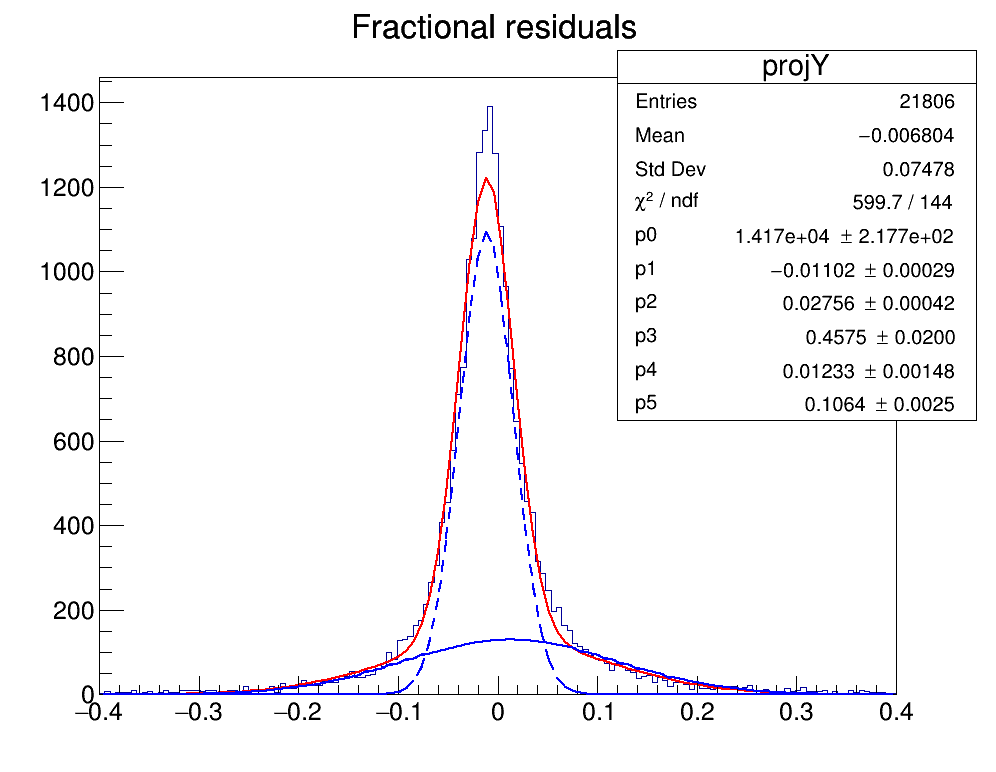 Fractional residuals
projY
Entries 21806
Mean −0.006804
Std Dev 0.07478
χ² / ndf 599.7 / 144
p0 1.417e+04 ± 2.177e+02
p1 −0.01102 ± 0.00029
p2 0.02756 ± 0.00042
p3 0.4575 ± 0.0200
p4 0.01233 ± 0.00148
p5 0.1064 ± 0.0025
1400
1200
1000
800
600
400
200
0
−0.4 −0.3 −0.2 −0.1 0 0.1 0.2 0.3 0.4